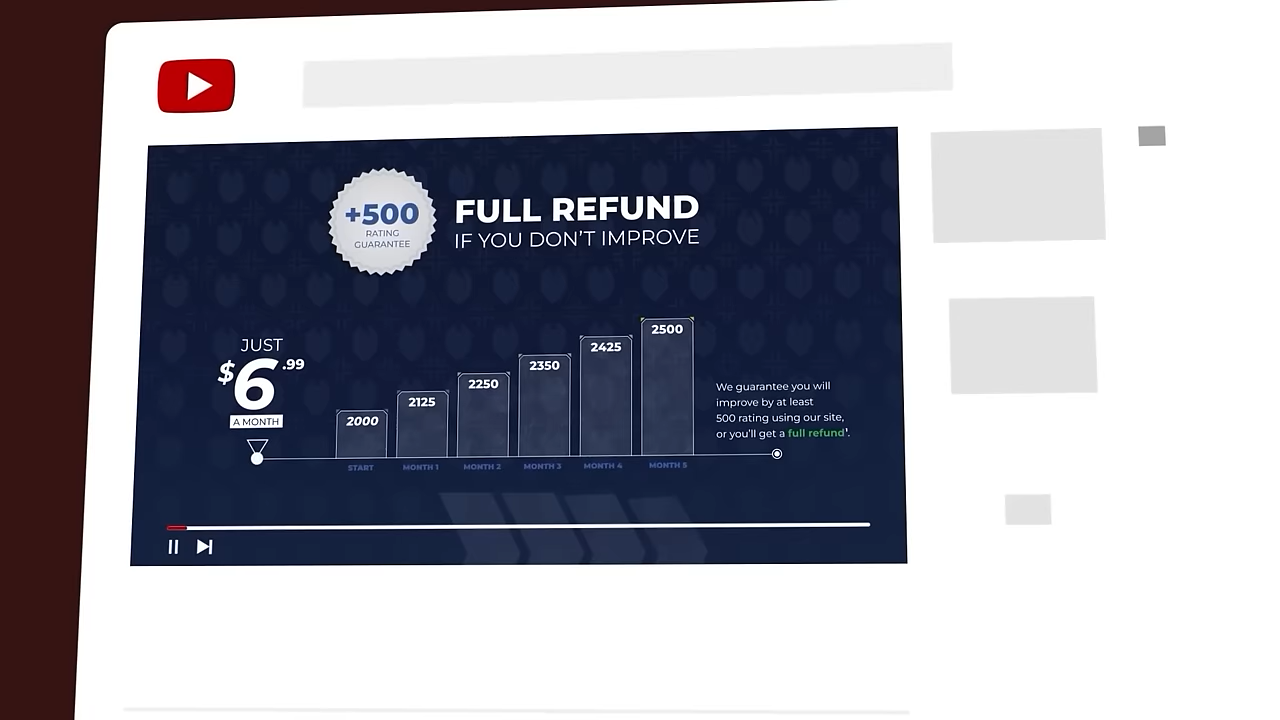 +500
RATING
GUARANTEE
FULL REFUND
IF YOU DON'T IMPROVE
JUST
$6.99
A MONTH
2000
2125
2250
2350
2425
2500
START
MONTH 1
MONTH 2
MONTH 3
MONTH 4
MONTH 5
We guarantee you will
improve by at least
500 rating using our site,
or you'll get a full refund'.